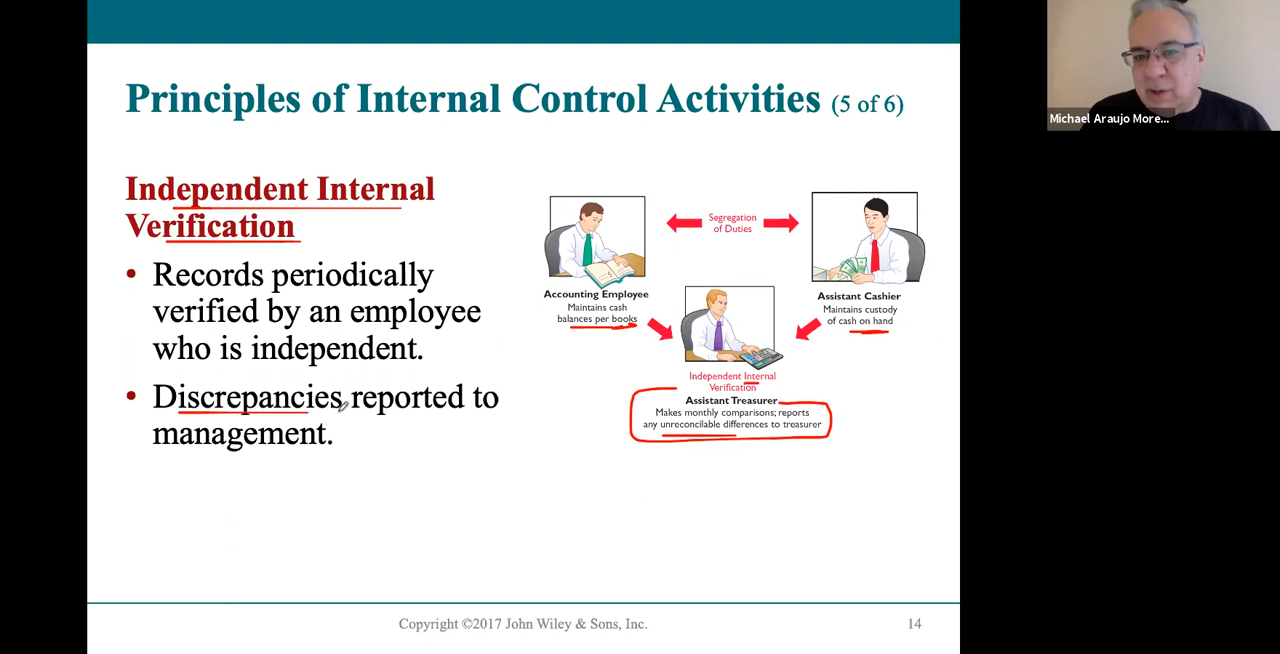 Principles of Internal Control Activities (5 of 6)
Michael Araujo More...
Independent Internal
Verification
• Records periodically
verified by an employee
who is independent.
• Discrepancies reported to
management.
Segregation
of Duties
Accounting Employee
Maintains cash
balances per books
Assistant Cashier
Maintains custody
of cash on hand
Independent Internal
Verification
Assistant Treasurer
Makes monthly comparisons; reports
any unreconcilable differences to treasurer
Copyright ©2017 John Wiley & Sons, Inc.
14